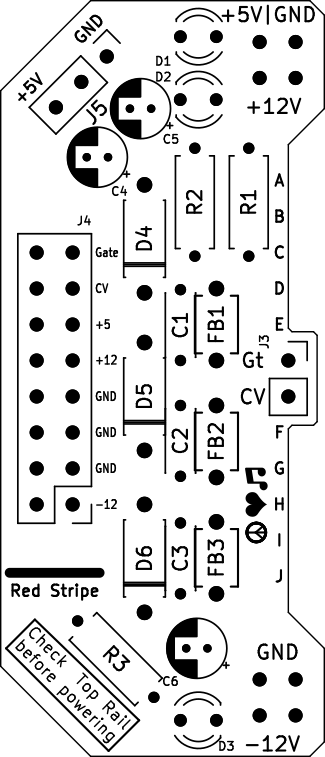 +5V|GND
GND
D1
+5V
D2
+12V
J5
C5
+
C4
+
R2
R1
A
B
C
D
E
F
G
H
I
J
J4
Gate
CV
+5
+12
GND
GND
GND
-12
D4
C1
FB1
J3
Gt
CV
D5
C2
FB2
D6
C3
FB3
Red Stripe
R3
C6
+
Check Top Rail
before powering
GND
D3
-12V